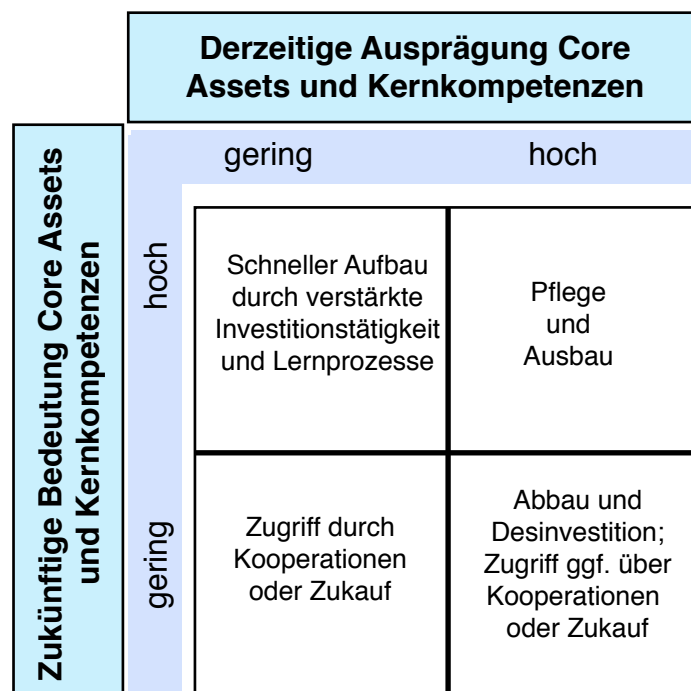 Derzeitige Ausprägung Core
Assets und Kernkompetenzen
gering
hoch
Zukünftige Bedeutung Core Assets
und Kernkompetenzen
hoch
Schneller Aufbau
durch verstärkte
Investitionstätigkeit
und Lernprozesse
Pflege
und
Ausbau
gering
Zugriff durch
Kooperationen
oder Zukauf
Abbau und
Desinvestition;
Zugriff ggf. über
Kooperationen
oder Zukauf